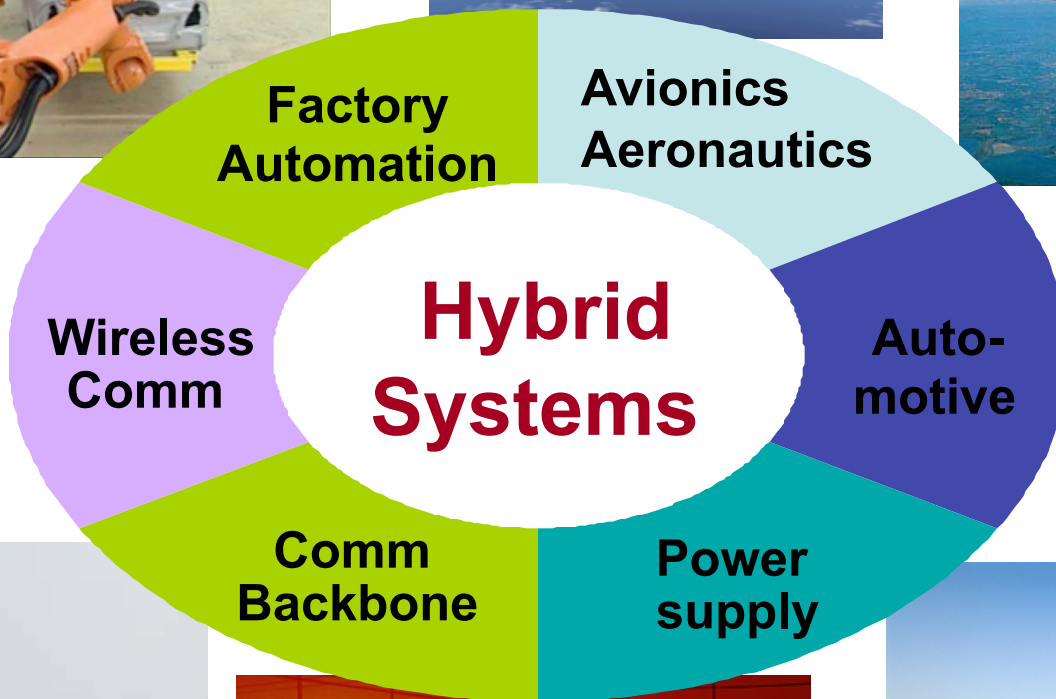 Factory
Automation
Avionics
Aeronautics
Wireless
Comm
Hybrid
Systems
Auto-
motive
Comm
Backbone
Power
supply